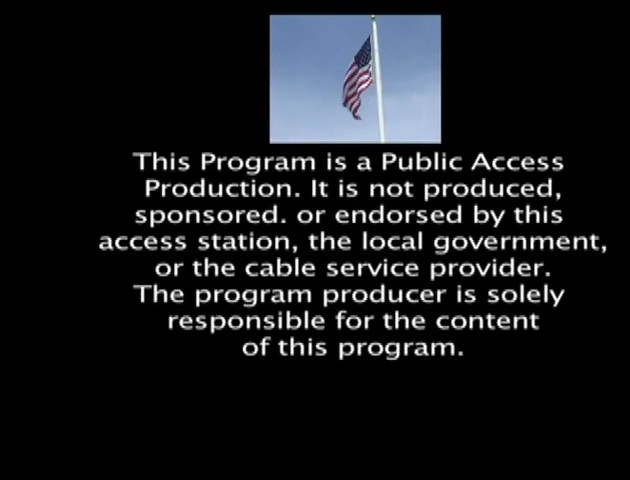 This Program is a Public Access
Production. It is not produced,
sponsored. or endorsed by this
access station, the local government,
or the cable service provider.
The program producer is solely
responsible for the content
of this program.